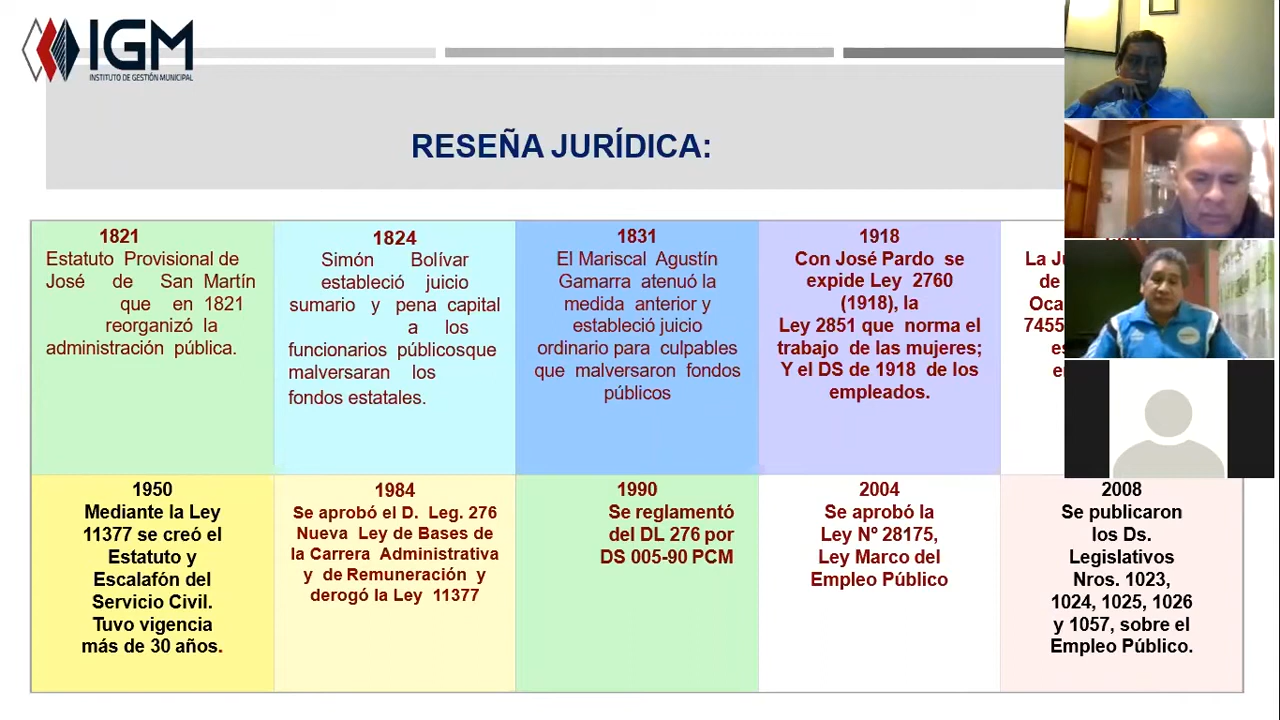 IGM
INSTITUTO DE GESTIÓN MUNICIPAL
RESEÑA JURÍDICA:
1821
Estatuto Provisional de
José de San Martín
que en 1821
reorganizó la
administración pública.
1824
Simón Bolívar
estableció juicio
sumario y pena capital
a los
funcionarios públicosque
malversaran los
fondos estatales.
1831
El Mariscal Agustín
Gamarra atenuó la
medida anterior y
estableció juicio
ordinario para culpables
que malversaron fondos
públicos
1918
Con José Pardo se
expide Ley 2760
(1918), la
Ley 2851 que norma el
trabajo de las mujeres;
Y el DS de 1918 de los
empleados.
La
de
7455
1950
Mediante la Ley
11377 se creó el
Estatuto y
Escalafón del
Servicio Civil.
Tuvo vigencia
más de 30 años.
1984
Se aprobó el D. Leg. 276
Nueva Ley de Bases de
la Carrera Administrativa
y de Remuneración y
derogó la Ley 11377
1990
Se reglamentó
del DL 276 por
DS 005-90 PCM
2004
Se aprobó la
Ley Nº 28175,
Ley Marco del
Empleo Público
2008
Se publicaron
los Ds.
Legislativos
Nros. 1023,
1024, 1025, 1026
y 1057, sobre el
Empleo Público.